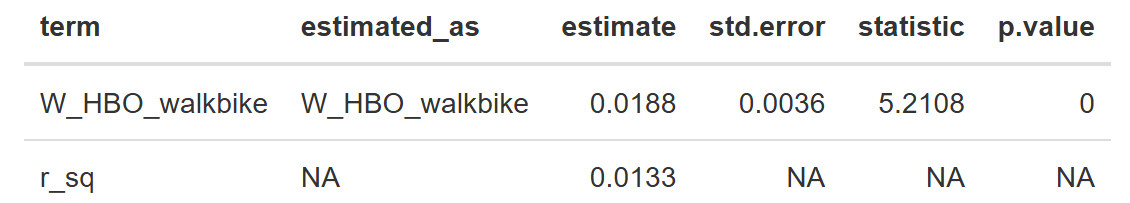 term estimated_as estimate std.error statistic p.value
W_HBO_walkbike W_HBO_walkbike 0.0188 0.0036 5.2108 0
r_sq NA 0.0133 NA NA NA